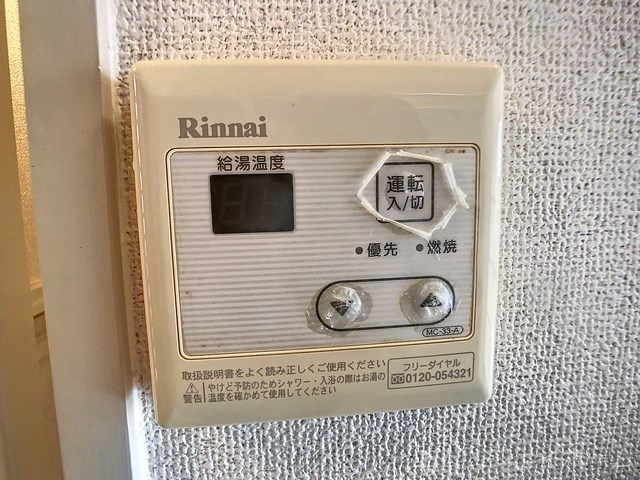 Rinnai
給湯温度
運転
入/切
優先
燃焼
MC-33-A
取扱説明書をよく読み正しくご使用ください
警告
やけど予防のためシャワー・入浴の際はお湯の
温度を確かめて使用してください
フリーダイヤル
0120-054321